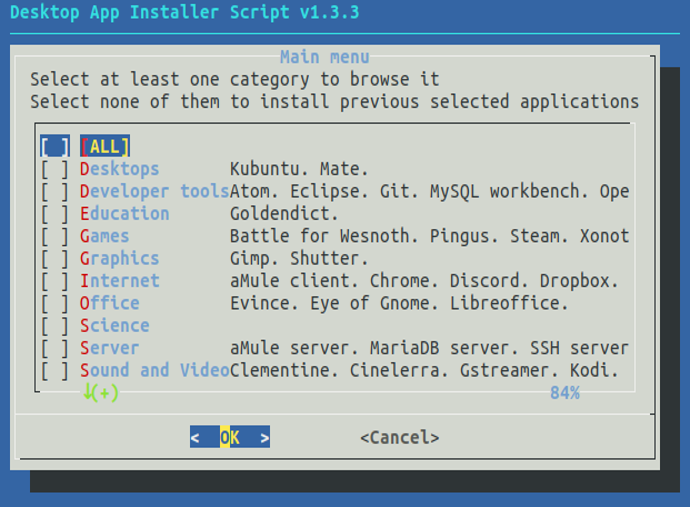 Desktop App Installer Script v1.3.3
Main menu
Select at least one category to browse it
Select none of them to install previous selected applications
[ ] [ALL]
[ ] Desktops Kubuntu. Mate.
[ ] Developer tools Atom. Eclipse. Git. MySQL workbench. Ope
[ ] Education Goldendict.
[ ] Games Battle for Wesnoth. Pingus. Steam. Xonot
[ ] Graphics Gimp. Shutter.
[ ] Internet aMule client. Chrome. Discord. Dropbox.
[ ] Office Evince. Eye of Gnome. Libreoffice.
[ ] Science
[ ] Server aMule server. MariaDB server. SSH server
[ ] Sound and Video Clementine. Cinelerra. Gstreamer. Kodi.
↓(+) 84%
< OK > <Cancel>